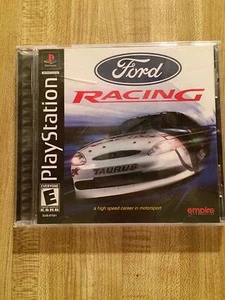 PlayStation
Ford
RACING
TAURUS
a high speed career in motorsport
EVERYONE
E
empire